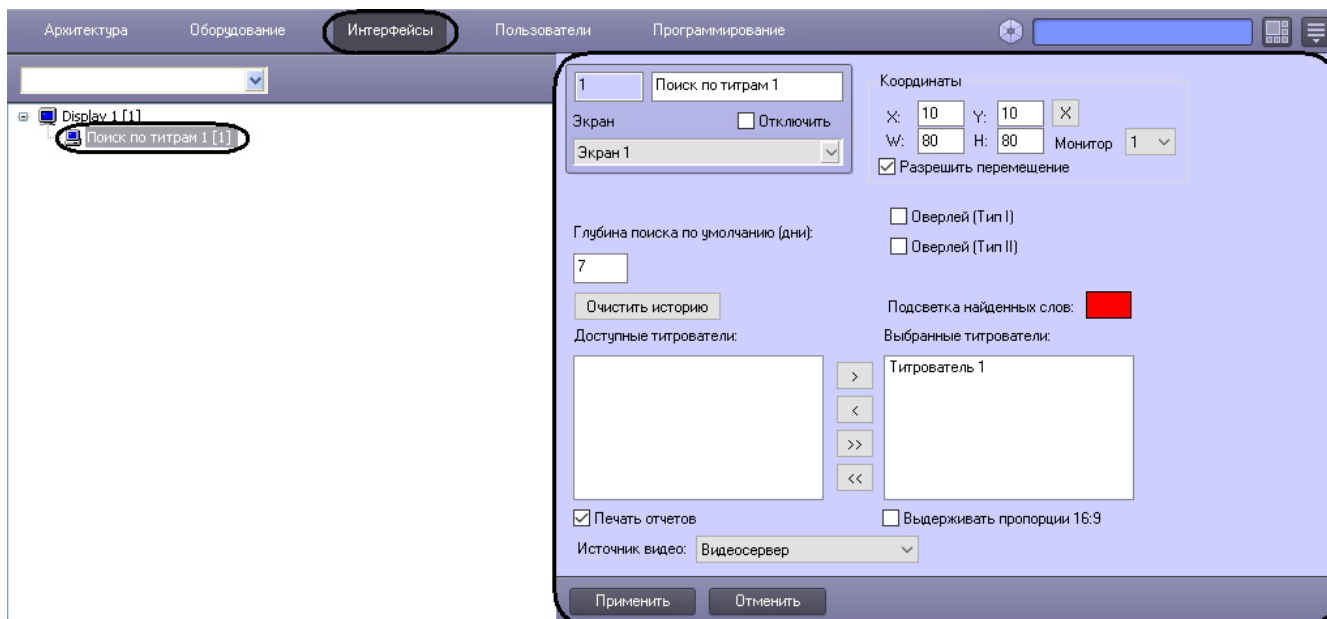 Архитектура Оборудование Интерфейсы Пользователи Программирование
Display 1 [1]
Поиск по титрам 1 [1]
1 Поиск по титрам 1
Экран Отключить
Экран 1
Координаты
X: 10 Y: 10 X
W: 80 H: 80 Монитор 1
Разрешить перемещение
Глубина поиска по умолчанию (дни):
7
Оверлей (Тип I)
Оверлей (Тип II)
Очистить историю Подсветка найденных слов:
Доступные титрователи: Выбранные титрователи:
Титрователь 1
>
<
>>
<<
Печать отчетов Выдерживать пропорции 16:9
Источник видео: Видеосервер
Применить Отменить